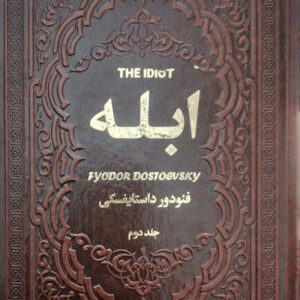 THE IDIOT
ابله
FYODOR DOSTOEVSKY
فئودور داستایفسکی
جلد دوم